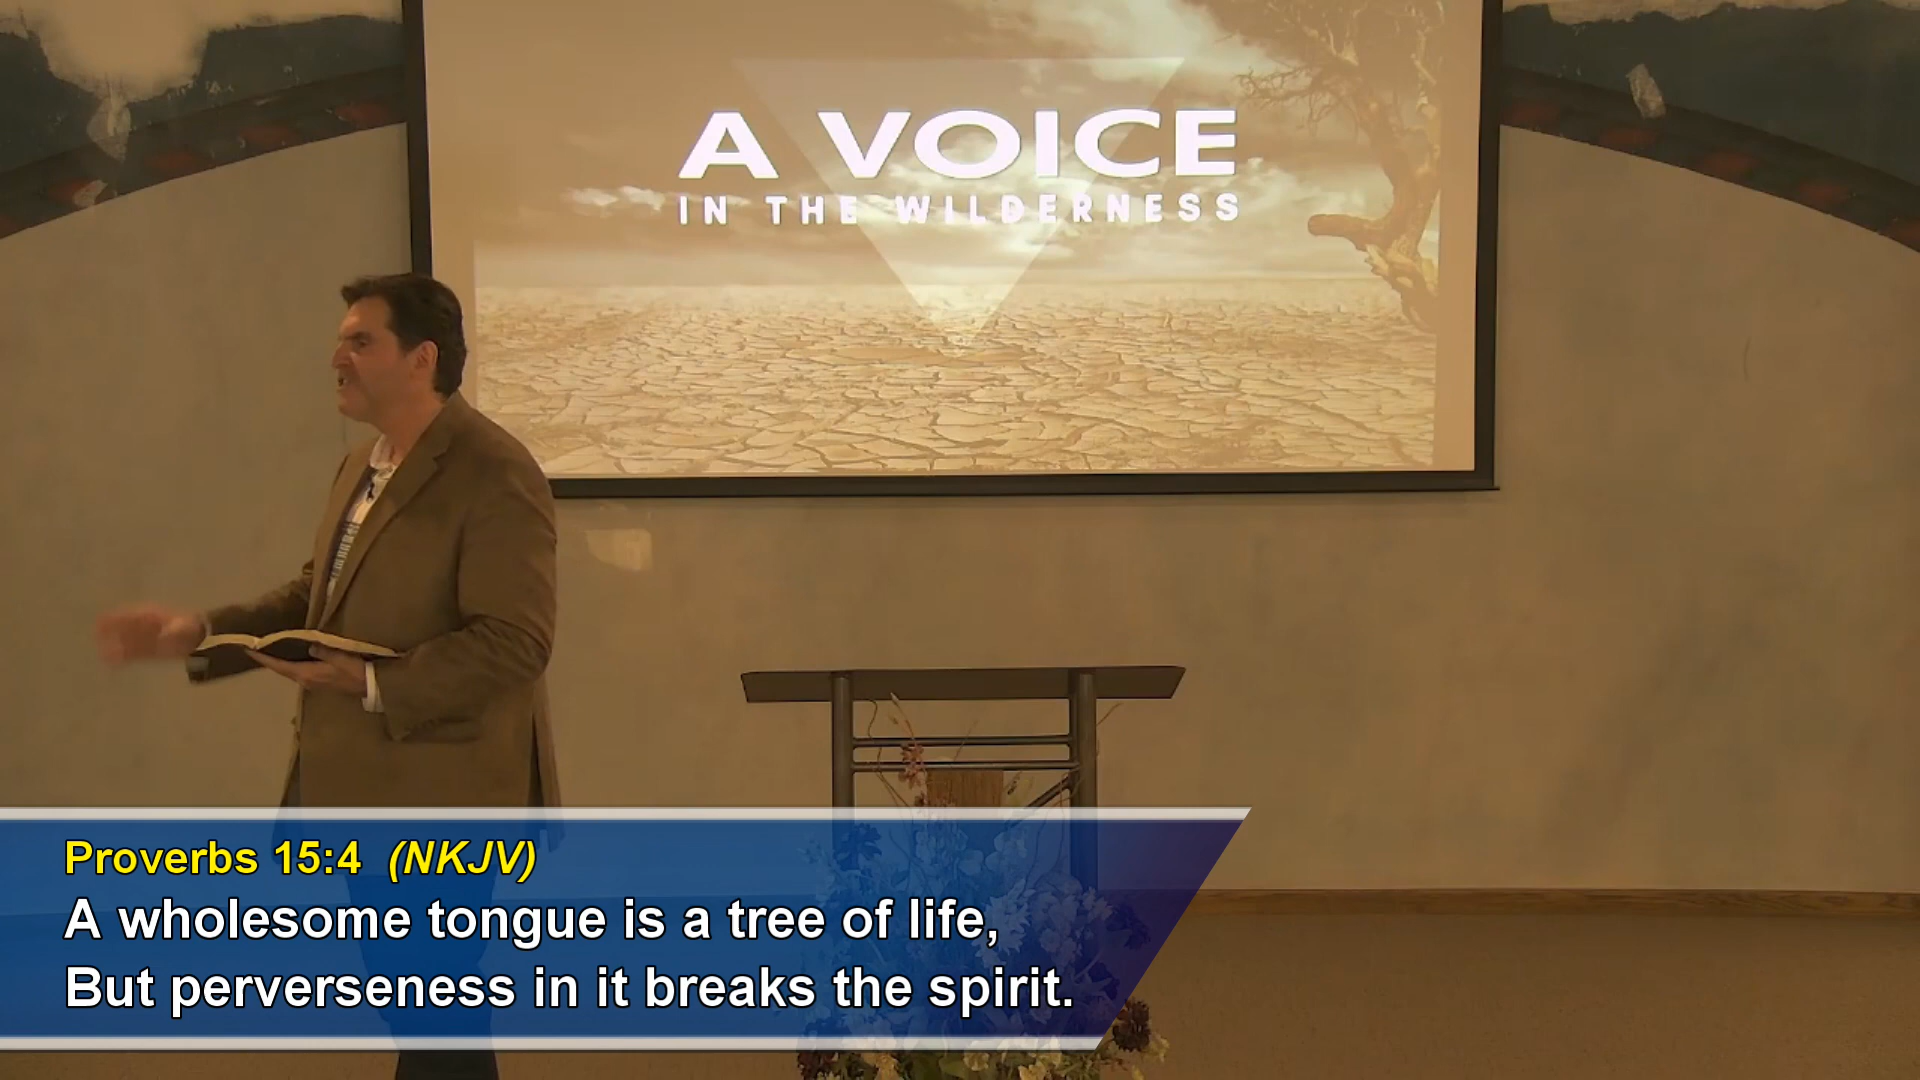 A VOICE
IN THE WILDERNESS
Proverbs 15:4 (NKJV)
A wholesome tongue is a tree of life,
But perverseness in it breaks the spirit.